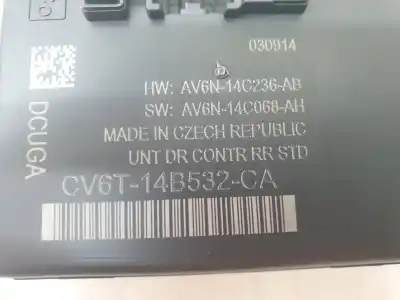 030914
HW: AV6N-14C236-AB
SW: AV6N-14C068-AH
MADE IN CZECH REPUBLIC
UNT DR CONTR RR STD
CV6T-14B532-CA
DCUGA